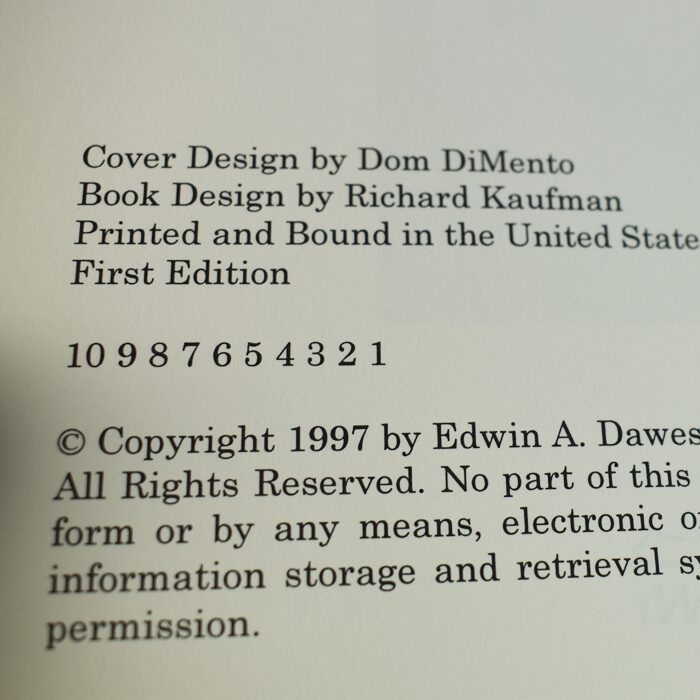 Cover Design by Dom DiMento
Book Design by Richard Kaufman
Printed and Bound in the United State
First Edition
10 9 8 7 6 5 4 3 2 1
© Copyright 1997 by Edwin A. Dawes
All Rights Reserved. No part of this
form or by any means, electronic o
information storage and retrieval sy
permission.